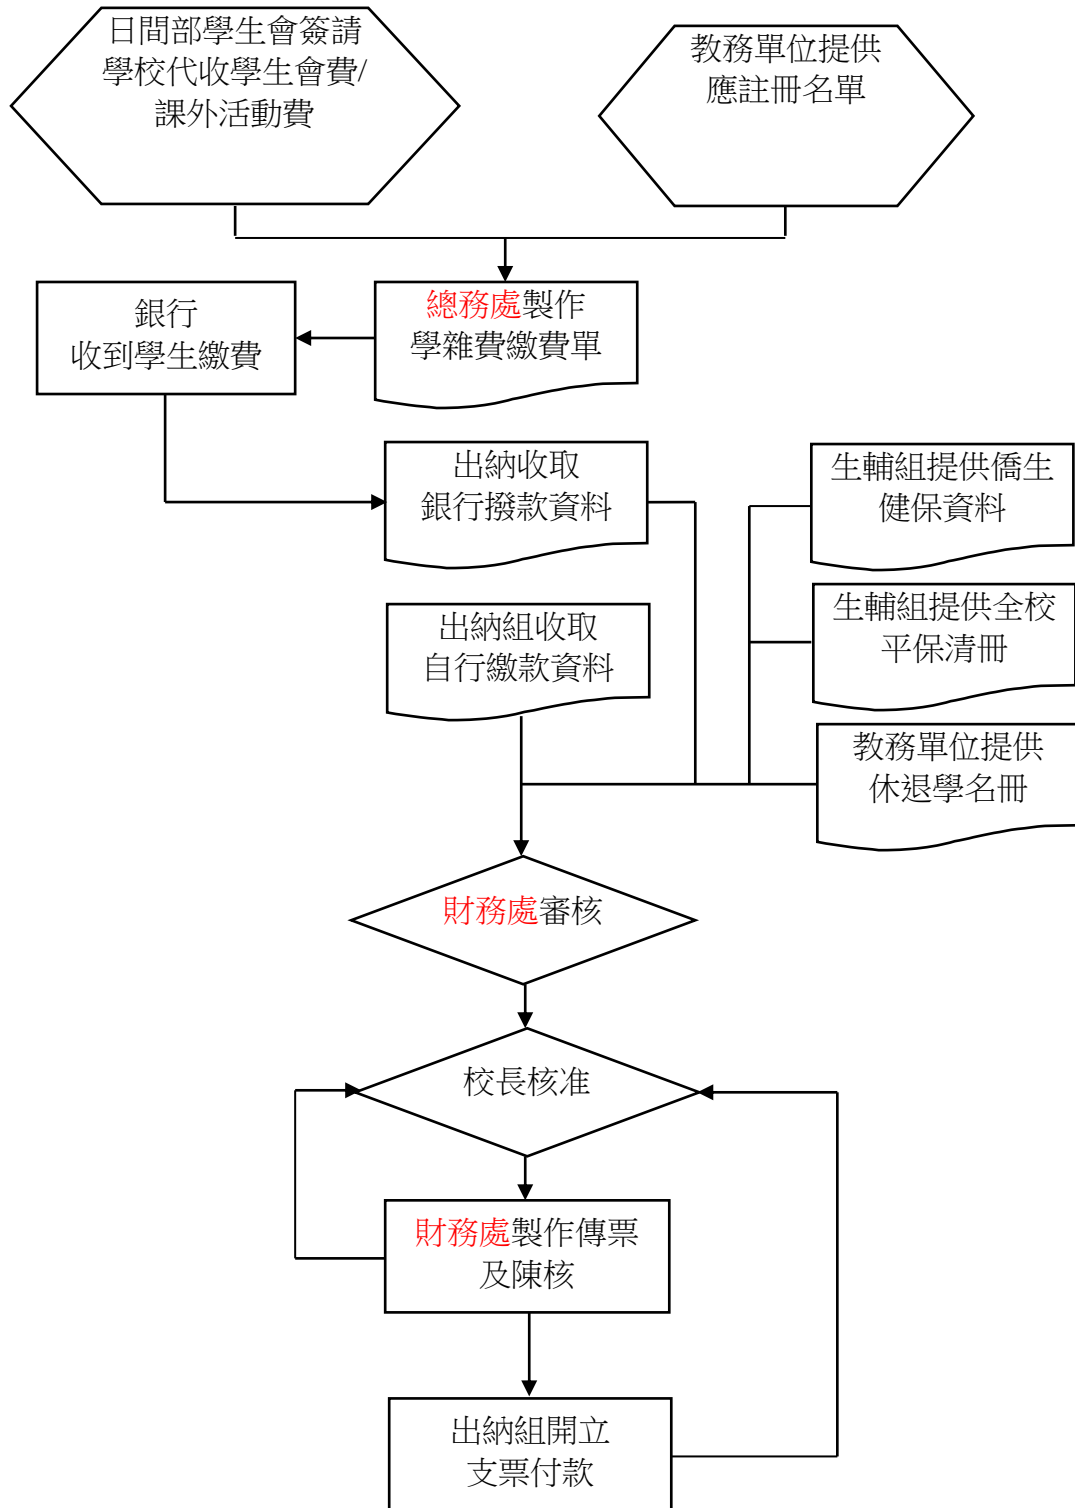 日間部學生會簽請
學校代收學生會費/
課外活動費
教務單位提供
應註冊名單
銀行
收到學生繳費
總務處製作
學雜費繳費單
出納收取
銀行撥款資料
生輔組提供僑生
健保資料
出納組收取
自行繳款資料
生輔組提供全校
平保清冊
教務單位提供
休退學名冊
財務處審核
校長核准
財務處製作傳票
及陳核
出納組開立
支票付款